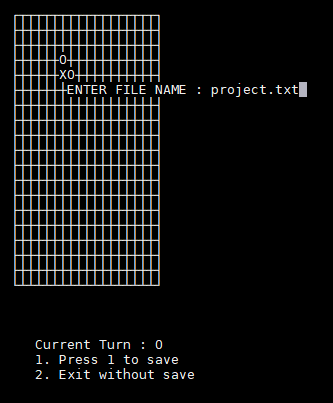 O
XO
ENTER FILE NAME : project.txt
Current Turn : O
1. Press 1 to save
2. Exit without save